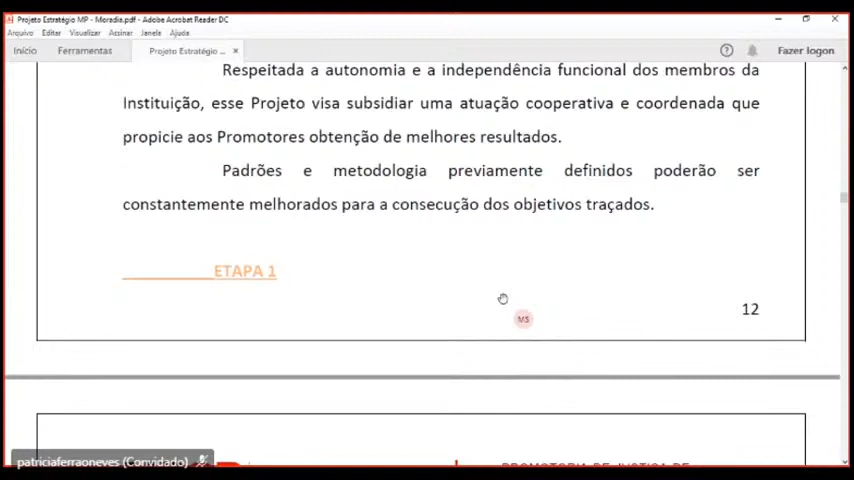 Projeto Estratégio MP - Moradia.pdf - Adobe Acrobat Reader DC
Arquivo Editar Visualizar Assinar Janela Ajuda
Início Ferramentas Projeto Estratégio ... × Fazer logon
Respeitada a autonomia e a independência funcional dos membros da
Instituição, esse Projeto visa subsidiar uma atuação cooperativa e coordenada que
propicie aos Promotores obtenção de melhores resultados.
Padrões e metodologia previamente definidos poderão ser
constantemente melhorados para a consecução dos objetivos traçados.
ETAPA 1
MS
12
patriciaferraoneves (Convidado)
PROMOTORIA DE JUSTIÇA DE